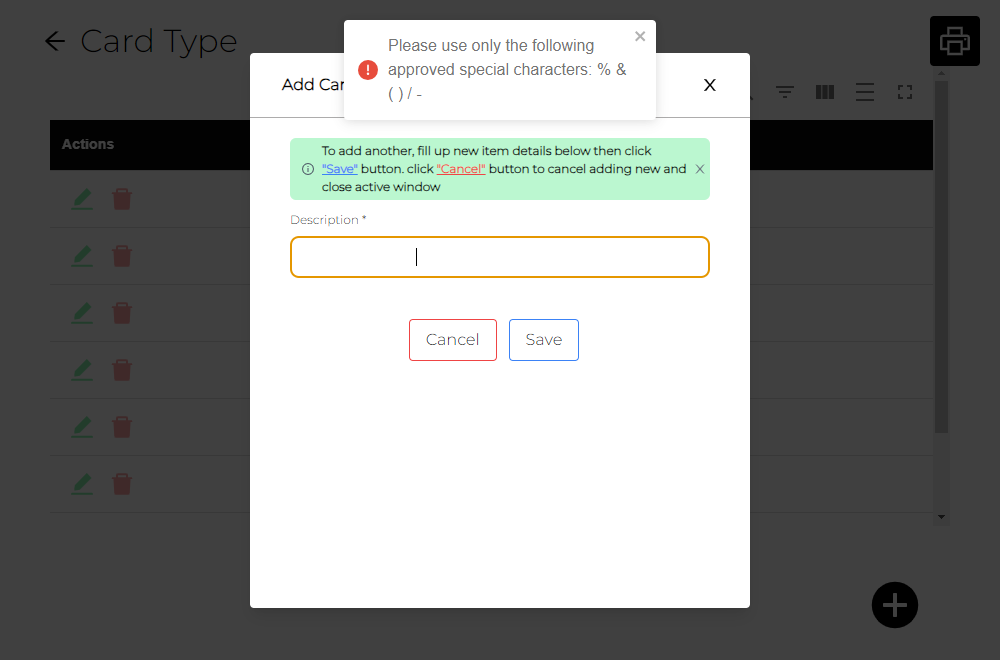 Card Type
Please use only the following
approved special characters: % &
( ) / -
Add Car
X
Actions
To add another, fill up new item details below then click
"Save" button. click "Cancel" button to cancel adding new and
close active window
Description *
Cancel
Save